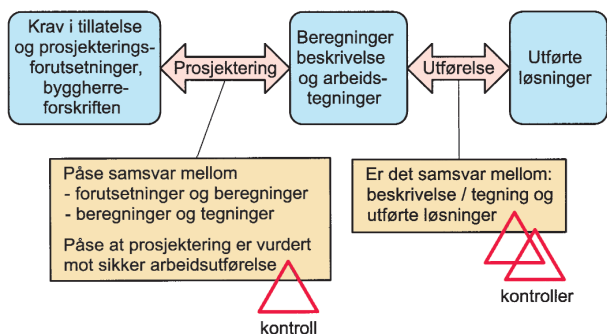 Krav i tillatelse
og prosjekterings-
forutsetninger,
byggherre-
forskriften
Prosjektering
Beregninger
beskrivelse
og arbeids-
tegninger
Utførelse
Utførte
løsninger
Påse samsvar mellom
- forutsetninger og beregninger
- beregninger og tegninger
Påse at prosjektering er vurdert
mot sikker arbeidsutførelse
kontroll
Er det samsvar mellom:
beskrivelse / tegning og
utførte løsninger
kontroller